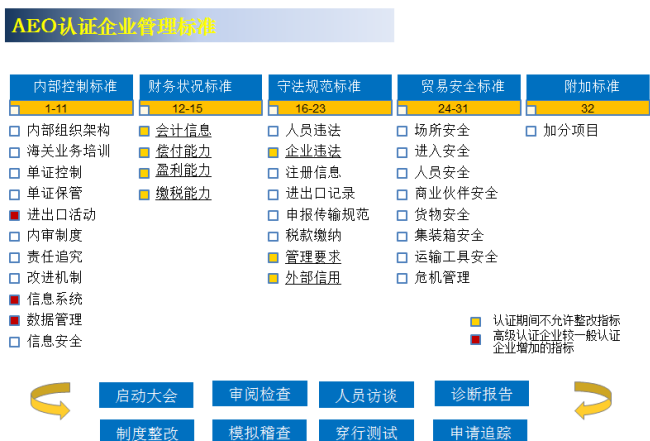 AEO认证企业管理标准
内部控制标准
1-11
内部组织架构
海关业务培训
单证控制
单证保管
进出口活动
内审制度
责任追究
改进机制
信息系统
数据管理
信息安全
财务状况标准
12-15
会计信息
偿付能力
盈利能力
缴税能力
守法规范标准
16-23
人员违法
企业违法
注册信息
进出口记录
申报传输规范
税款缴纳
管理要求
外部信用
贸易安全标准
24-31
场所安全
进入安全
人员安全
商业伙伴安全
货物安全
集装箱安全
运输工具安全
危机管理
附加标准
32
加分项目
认证期间不允许整改指标
高级认证企业较一般认证
企业增加的指标
启动大会
审阅检查
人员访谈
诊断报告
制度整改
模拟稽查
穿行测试
申请追踪